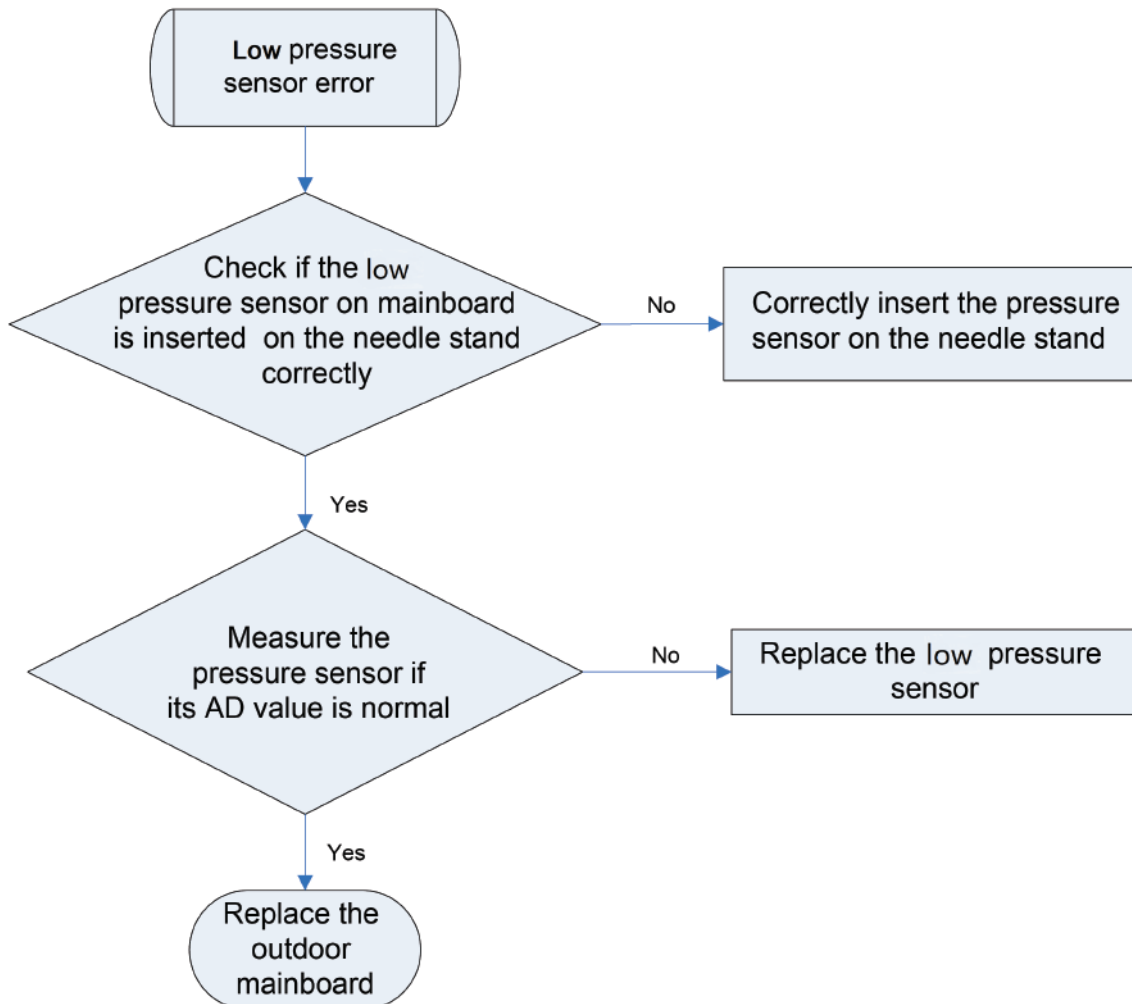 Low pressure
sensor error
Check if the low
pressure sensor on mainboard
is inserted on the needle stand
correctly
No
Correctly insert the pressure
sensor on the needle stand
Yes
Measure the
pressure sensor if
its AD value is normal
No
Replace the low pressure
sensor
Yes
Replace the
outdoor
mainboard